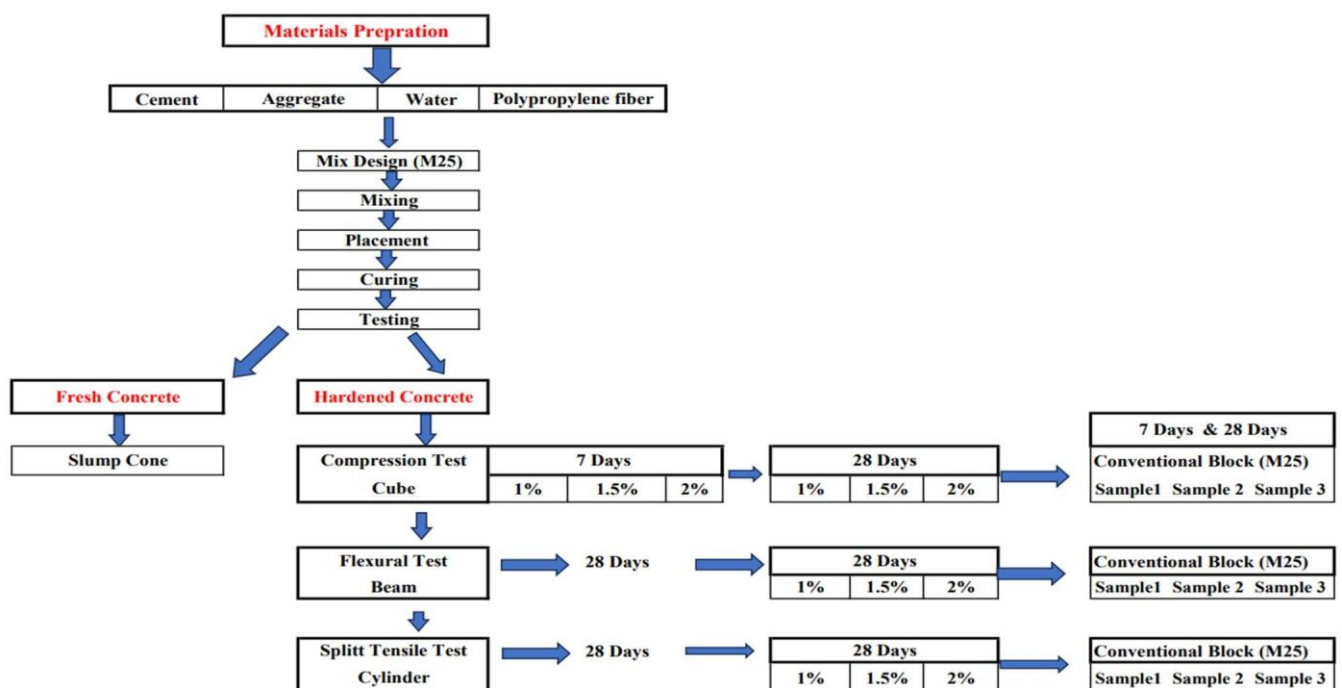 Materials Prepration
Cement Aggregate Water Polypropylene fiber
Mix Design (M25)
Mixing
Placement
Curing
Testing
Fresh Concrete
Slump Cone
Hardened Concrete
Compression Test
Cube
7 Days
1% 1.5% 2%
28 Days
1% 1.5% 2%
7 Days & 28 Days
Conventional Block (M25)
Sample1 Sample 2 Sample 3
Flexural Test
Beam
28 Days
28 Days
1% 1.5% 2%
Conventional Block (M25)
Sample1 Sample 2 Sample 3
Splitt Tensile Test
Cylinder
28 Days
28 Days
1% 1.5% 2%
Conventional Block (M25)
Sample1 Sample 2 Sample 3